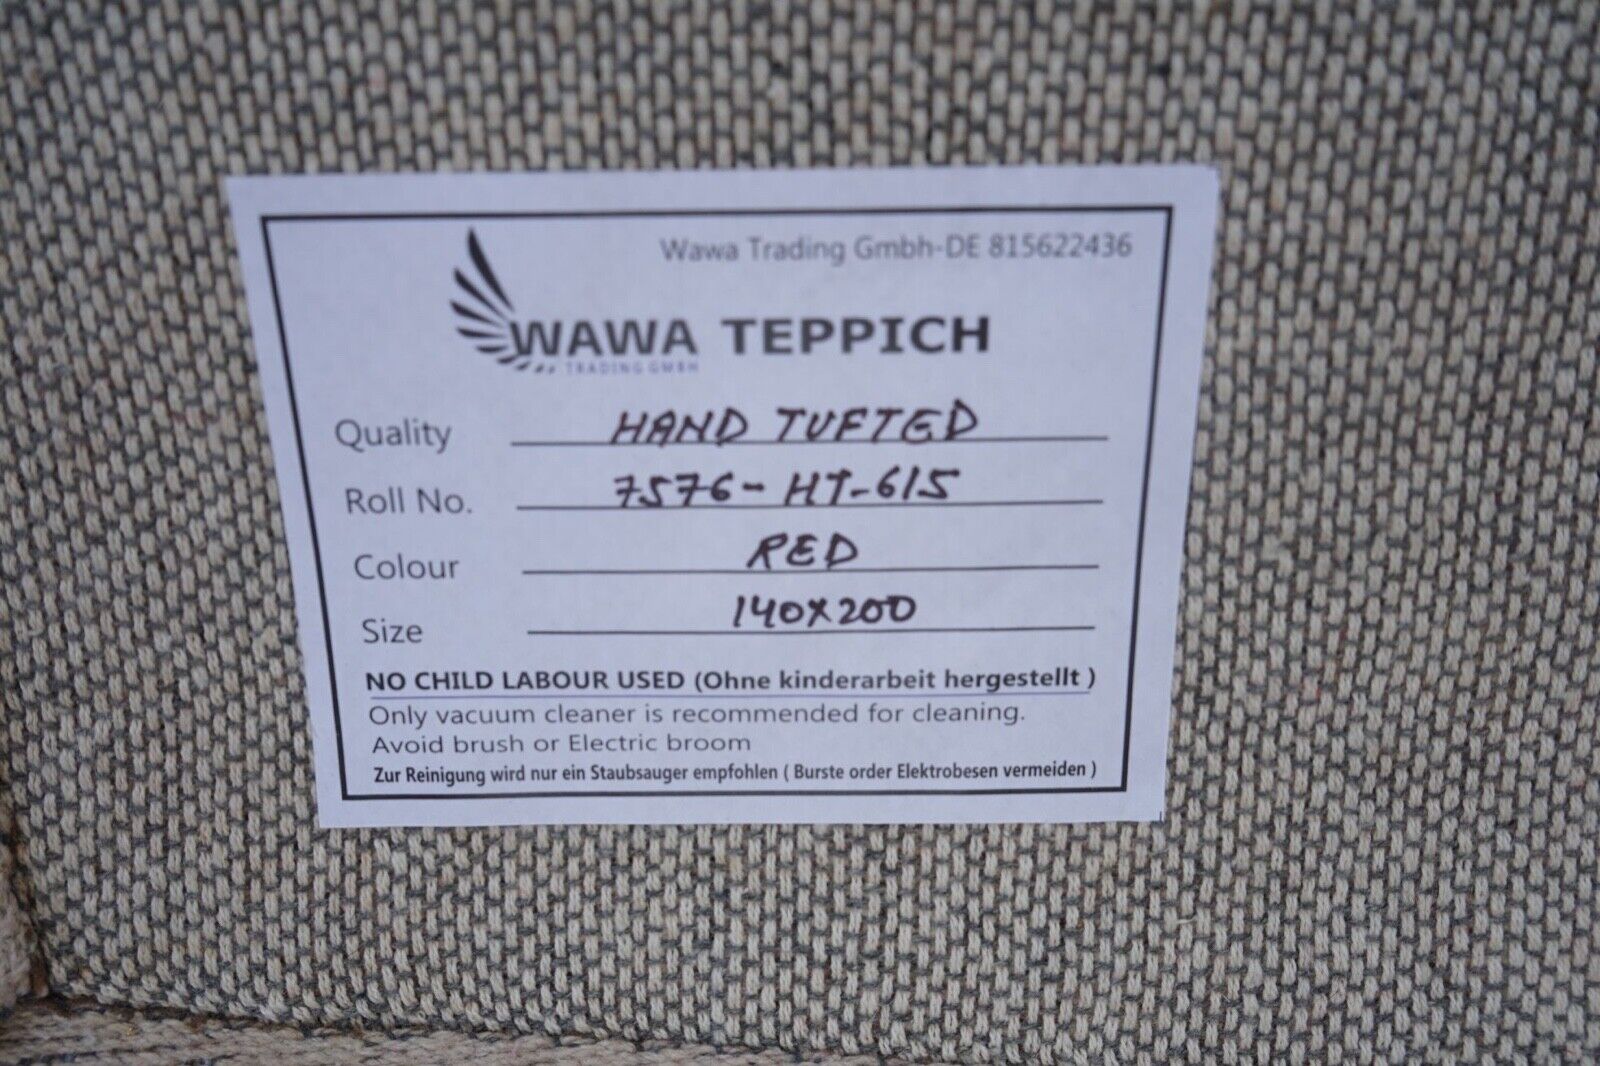 Wawa Trading Gmbh-DE 815622436
WAWA TEPPICH
TRADING GMBH
Quality HAND TUFTED
Roll No. 7576-HT-615
Colour RED
Size 140X200
NO CHILD LABOUR USED (Ohne kinderarbeit hergestellt )
Only vacuum cleaner is recommended for cleaning.
Avoid brush or Electric broom
Zur Reinigung wird nur ein Staubsauger empfohlen ( Burste order Elektrobesen vermeiden )